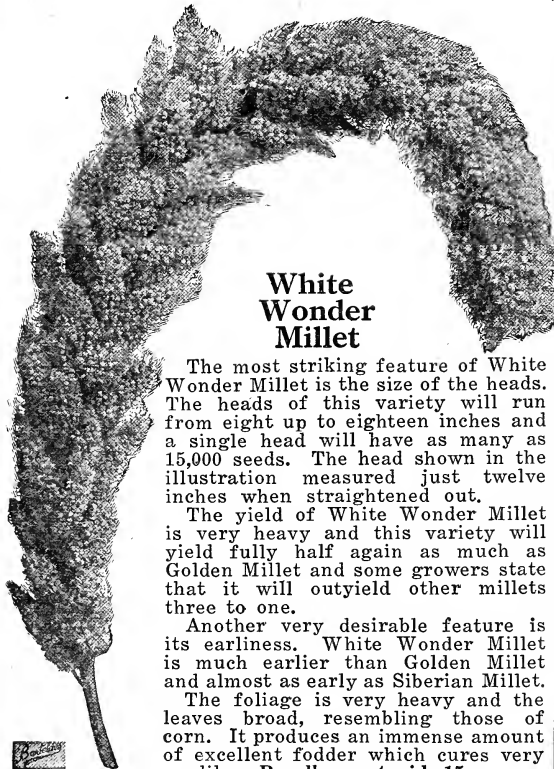 White
Wonder
Millet
The most striking feature of White
Wonder Millet is the size of the heads.
The heads of this variety will run
from eight up to eighteen inches and
a single head will have as many as
15,000 seeds. The head shown in the
illustration measured just twelve
inches when straightened out.
The yield of White Wonder Millet
is very heavy and this variety will
yield fully half again as much as
Golden Millet and some growers state
that it will outyield other millets
three to one.
Another very desirable feature is
its earliness. White Wonder Millet
is much earlier than Golden Millet
and almost as early as Siberian Millet.
The foliage is very heavy and the
leaves broad, resembling those of
corn. It produces an immense amount
of excellent fodder which cures very